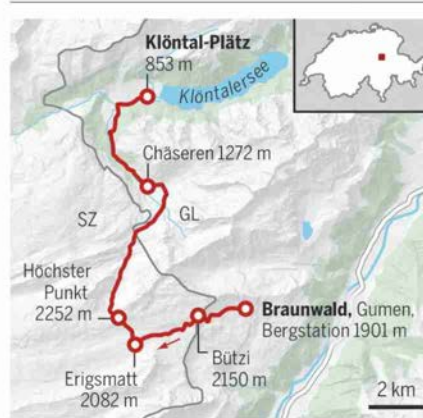 Klöntal-Plätz
853 m
Klöntalersee
Chäseren 1272 m
SZ
GL
Höchster
Punkt
2252 m
Braunwald, Gumen,
Bergstation 1901 m
Erigsmatt
2082 m
Bützi
2150 m
2 km